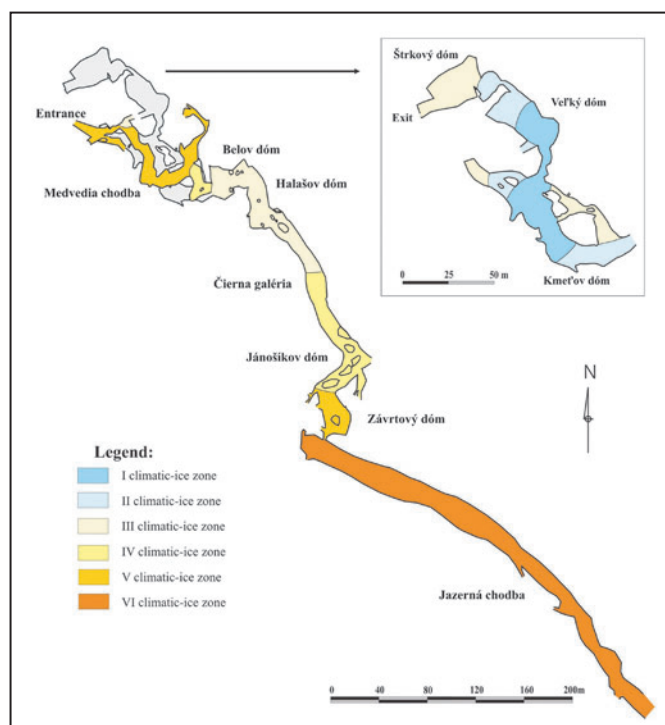 Štrkový dóm
Veľký dóm
Exit
Entrance
Belov dóm
Medvedia chodba
Halašov dóm
0 25 50 m
Kmeťov dóm
Čierna galéria
Jánošíkov dóm
N
Závrtový dóm
Legend:
I climatic-ice zone
II climatic-ice zone
III climatic-ice zone
IV climatic-ice zone
V climatic-ice zone
VI climatic-ice zone
Jazerná chodba
0 40 80 120 160 200m